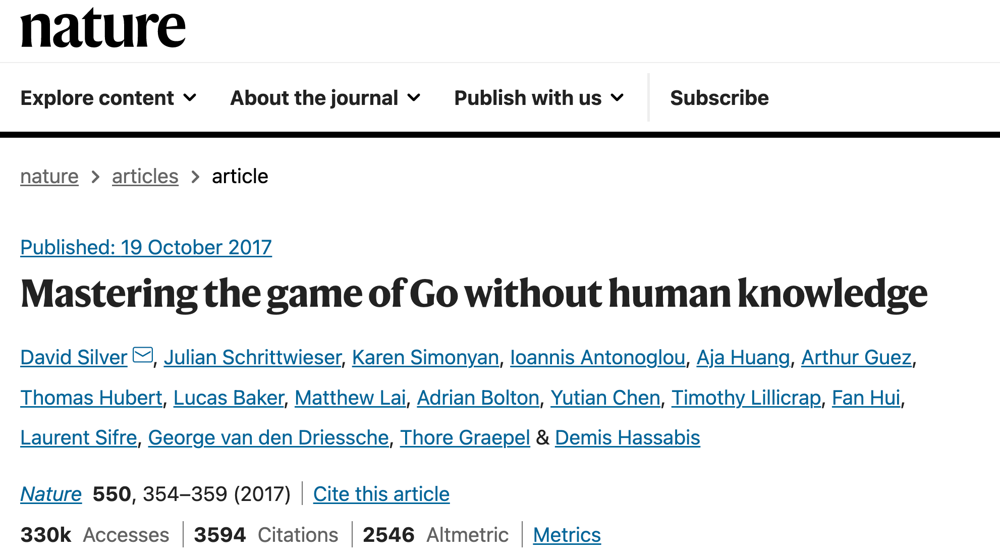 nature
Explore content About the journal Publish with us Subscribe
nature > articles > article
Published: 19 October 2017
Mastering the game of Go without human knowledge
David Silver, Julian Schrittwieser, Karen Simonyan, Ioannis Antonoglou, Aja Huang, Arthur Guez,
Thomas Hubert, Lucas Baker, Matthew Lai, Adrian Bolton, Yutian Chen, Timothy Lillicrap, Fan Hui,
Laurent Sifre, George van den Driessche, Thore Graepel & Demis Hassabis
Nature 550, 354–359 (2017) | Cite this article
330k Accesses | 3594 Citations | 2546 Altmetric | Metrics